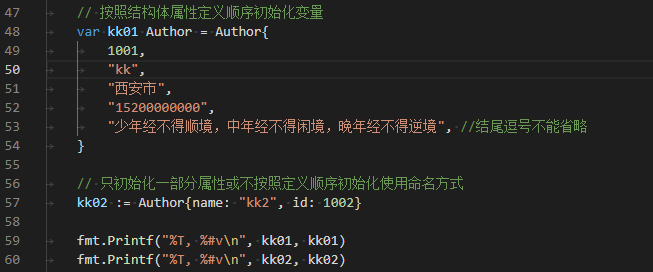 47 // 按照结构体属性定义顺序初始化变量
48 var kk01 Author = Author{
49 1001,
50 "kk",
51 "西安市",
52 "15200000000",
53 "少年经不得顺境，中年经不得闲境，晚年经不得逆境", //结尾逗号不能省略
54 }
55
56 // 只初始化一部分属性或不按照定义顺序初始化使用命名方式
57 kk02 := Author{name: "kk2", id: 1002}
58
59 fmt.Printf("%T, %#v\n", kk01, kk01)
60 fmt.Printf("%T, %#v\n", kk02, kk02)